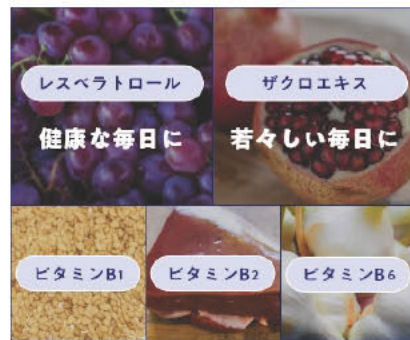 レスベラトロール
健康な毎日に
ザクロエキス
若々しい毎日に
ビタミンB1
ビタミンB2
ビタミンB6